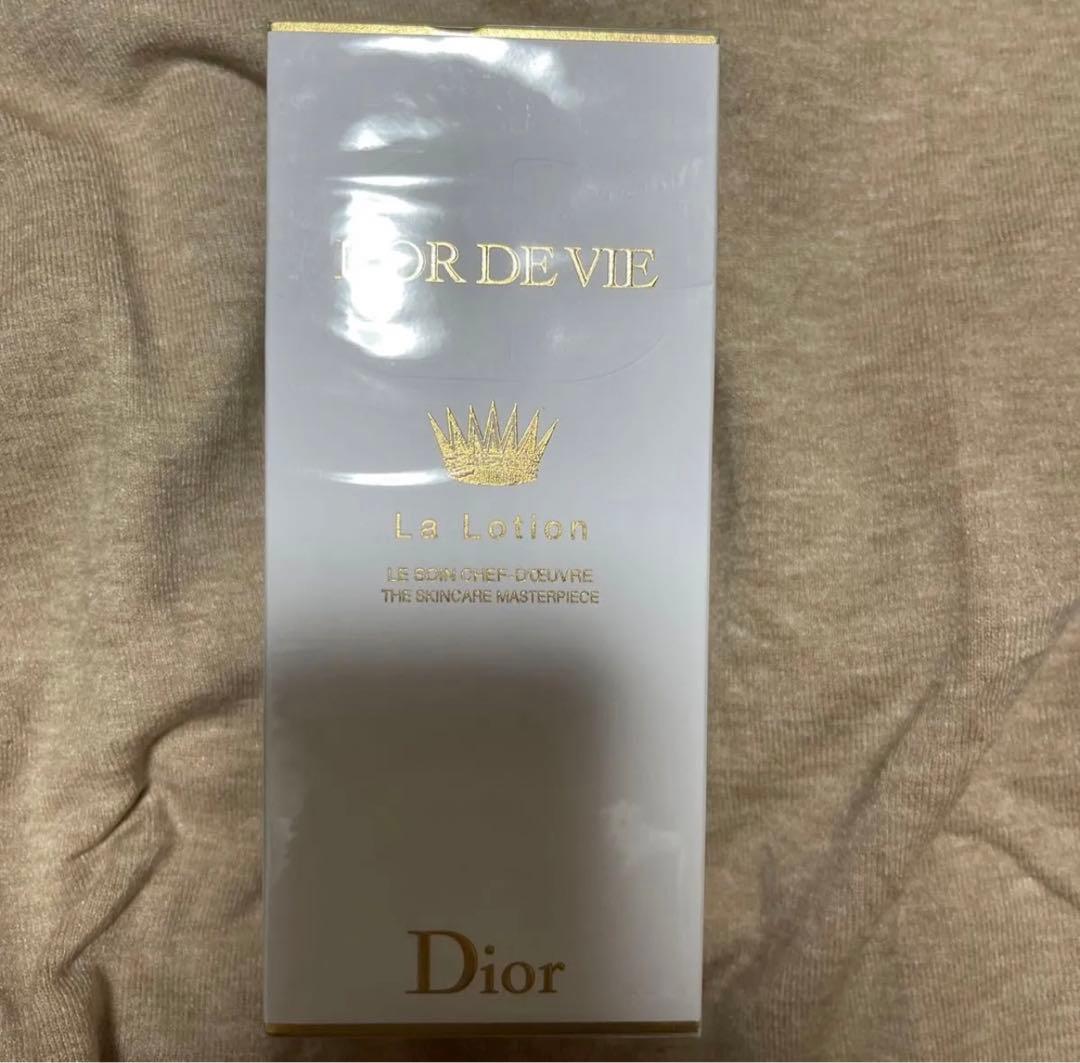 L'OR DE VIE
La Lotion
LE SOIN CHEF-D'ŒUVRE
THE SKINCARE MASTERPIECE
Dior